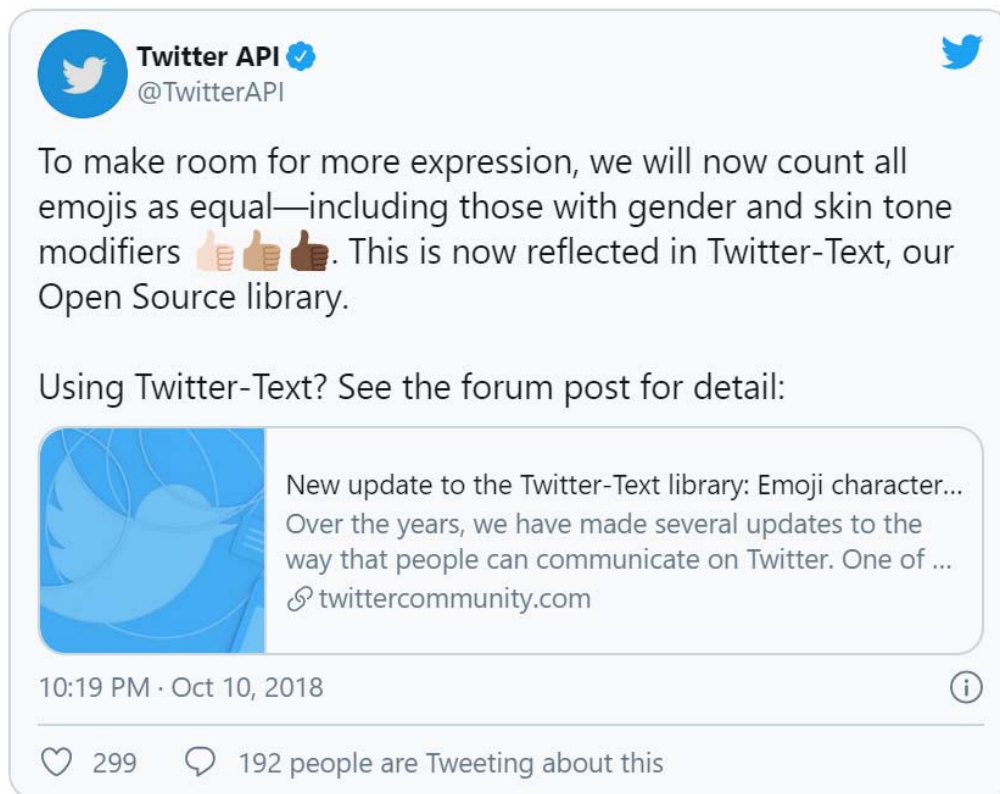 Twitter API
@TwitterAPI
To make room for more expression, we will now count all
emojis as equal—including those with gender and skin tone
modifiers 👍🏻👍🏽👍🏿. This is now reflected in Twitter-Text, our
Open Source library.
Using Twitter-Text? See the forum post for detail:
New update to the Twitter-Text library: Emoji character...
Over the years, we have made several updates to the
way that people can communicate on Twitter. One of ...
twittercommunity.com
10:19 PM · Oct 10, 2018
299 192 people are Tweeting about this